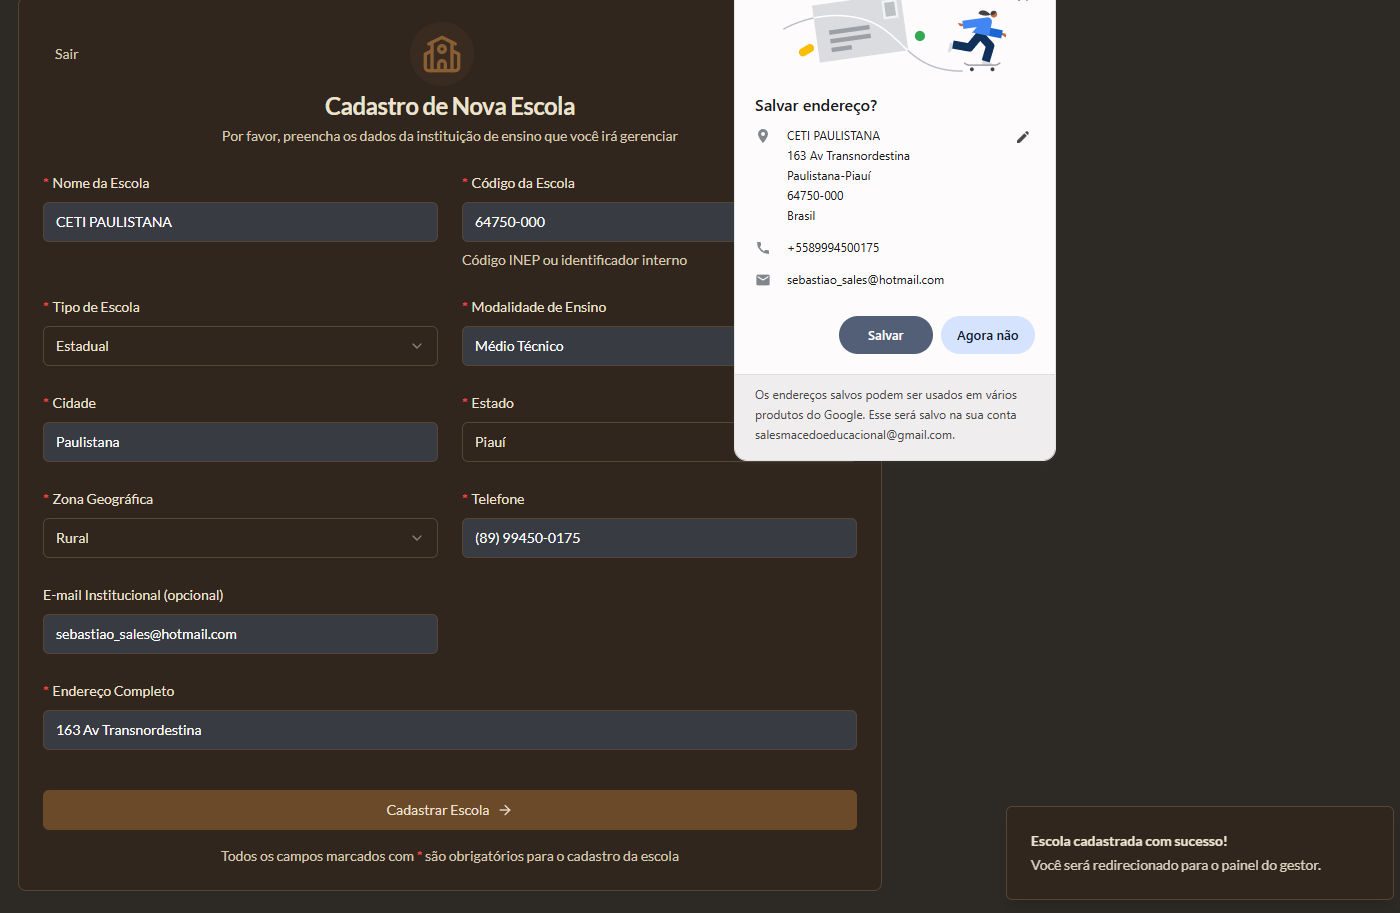 Sair
Cadastro de Nova Escola
Por favor, preencha os dados da instituição de ensino que você irá gerenciar
* Nome da Escola
CETI PAULISTANA
* Código da Escola
64750-000
Código INEP ou identificador interno
* Tipo de Escola
Estadual
* Modalidade de Ensino
Médio Técnico
* Cidade
Paulistana
* Estado
Piauí
* Zona Geográfica
Rural
* Telefone
(89) 99450-0175
E-mail Institucional (opcional)
sebastiao_sales@hotmail.com
* Endereço Completo
163 Av Transnordestina
Cadastrar Escola →
Todos os campos marcados com * são obrigatórios para o cadastro da escola
Salvar endereço?
CETI PAULISTANA
163 Av Transnordestina
Paulistana-Piauí
64750-000
Brasil
+5589994500175
sebastiao_sales@hotmail.com
Salvar
Agora não
Os endereços salvos podem ser usados em vários
produtos do Google. Esse será salvo na sua conta
salesmacedoeducacional@gmail.com.
Escola cadastrada com sucesso!
Você será redirecionado para o painel do gestor.